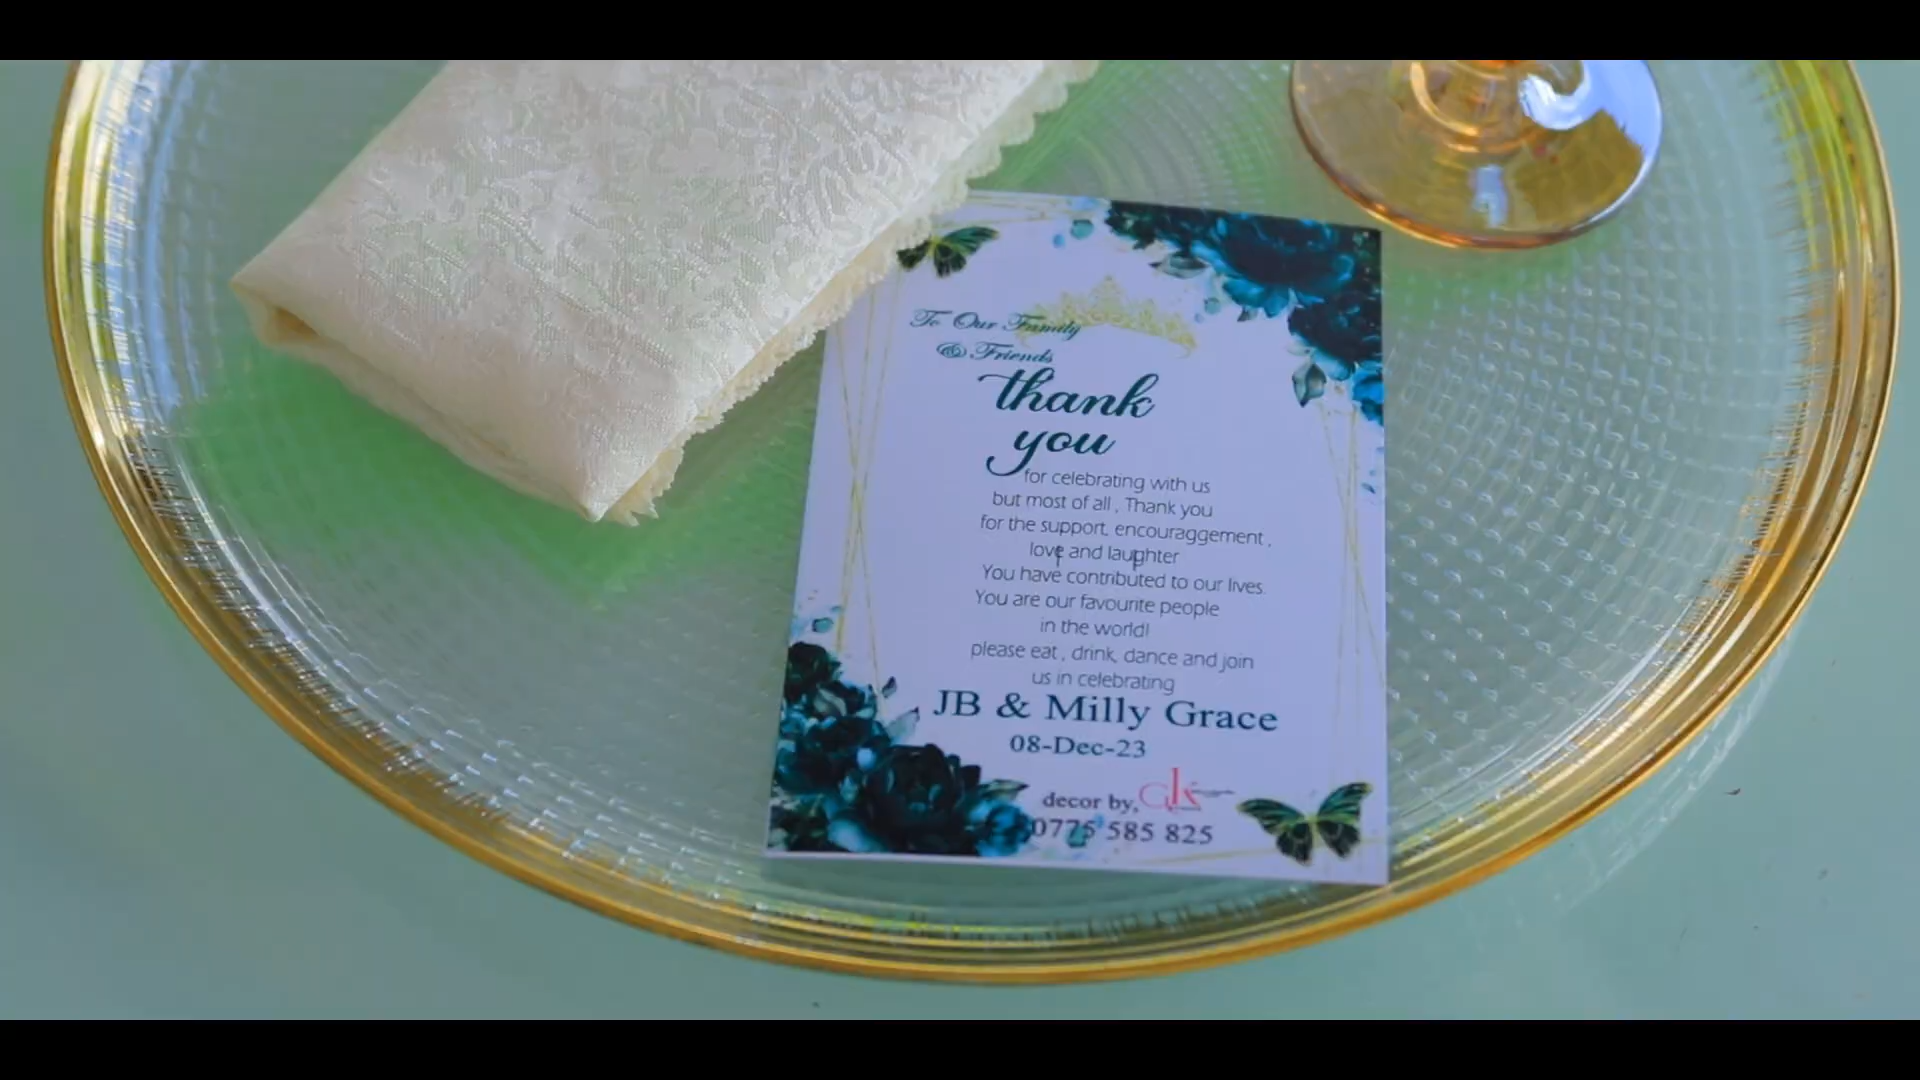 To Our Family
& Friends
thank
you
for celebrating with us
but most of all , Thank you
for the support, encouraggement ,
love and laughter
You have contributed to our lives.
You are our favourite people
in the world!
please eat , drink, dance and join
us in celebrating
JB & Milly Grace
08-Dec-23
decor by,
0775 585 825